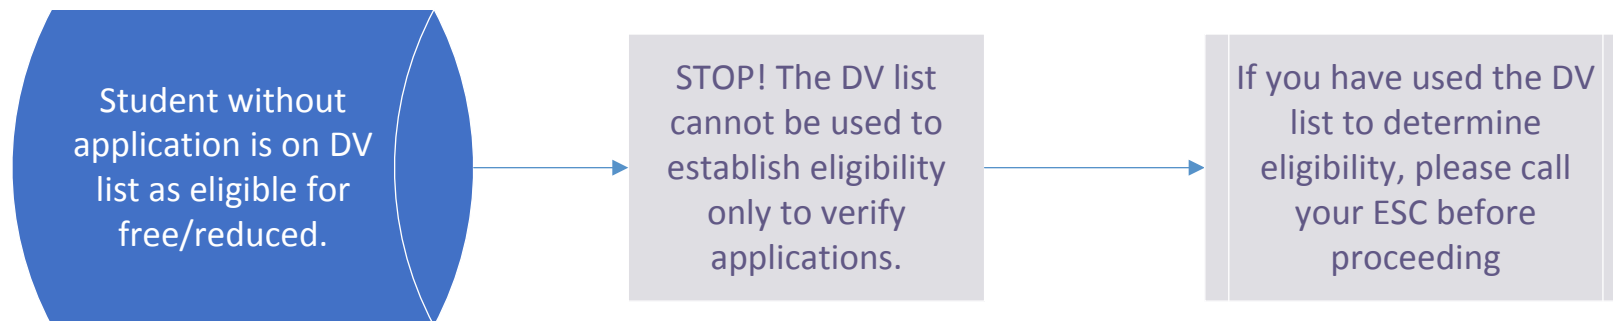 Student without
application is on DV
list as eligible for
free/reduced.
STOP! The DV list
cannot be used to
establish eligibility
only to verify
applications.
If you have used the DV
list to determine
eligibility, please call
your ESC before
proceeding